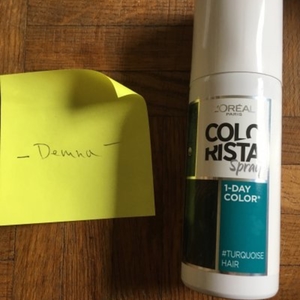 - Demna -
L'ORÉAL
PARIS
COLO
RISTA
Spray
1-DAY
COLOR*
#TURQUOISE
HAIR